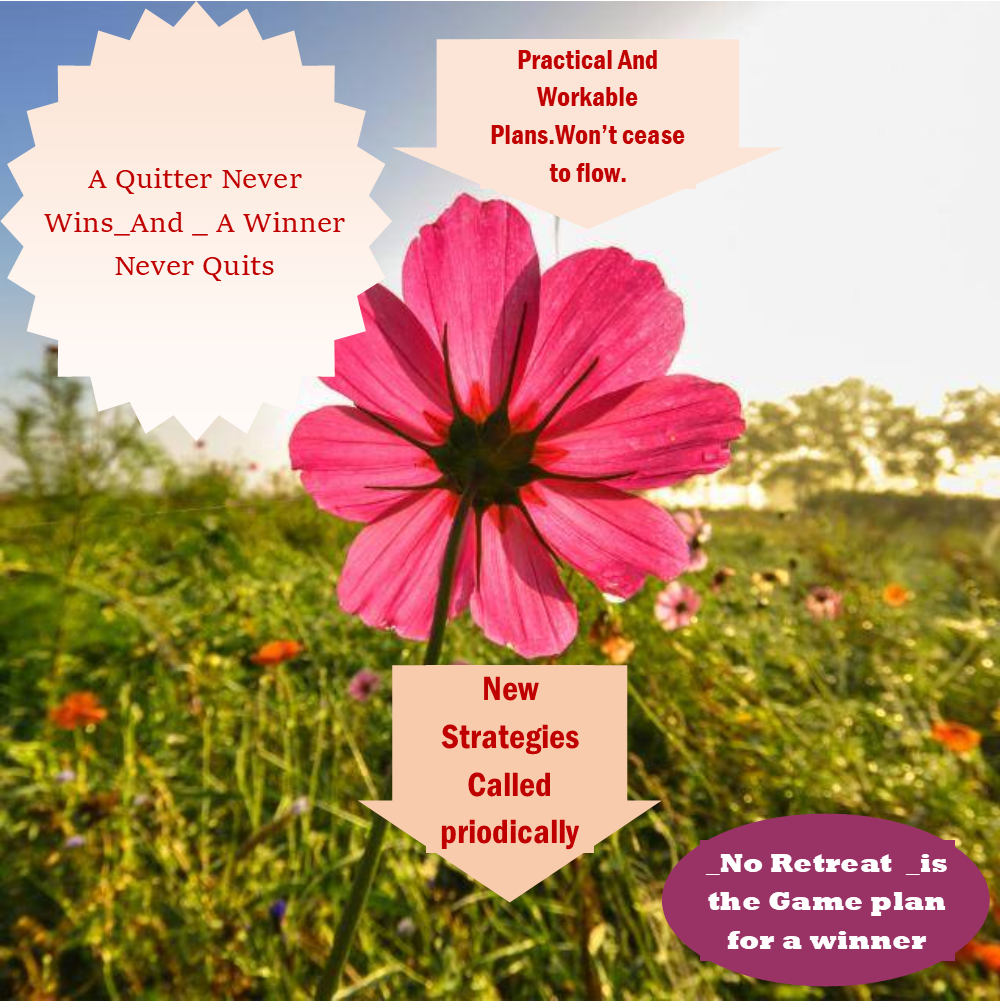 A Quitter Never
Wins_And _ A Winner
Never Quits
Practical And
Workable
Plans.Won’t cease
to flow.
New
Strategies
Called
priodically
_No Retreat _is
the Game plan
for a winner